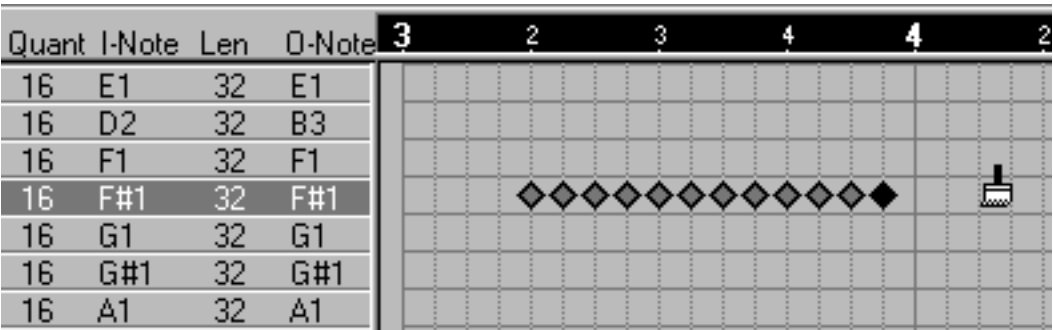 Quant I-Note Len O-Note 3 2 3 4 4 2
16 E1 32 E1
16 D2 32 B3
16 F1 32 F1
16 F#1 32 F#1
16 G1 32 G1
16 G#1 32 G#1
16 A1 32 A1